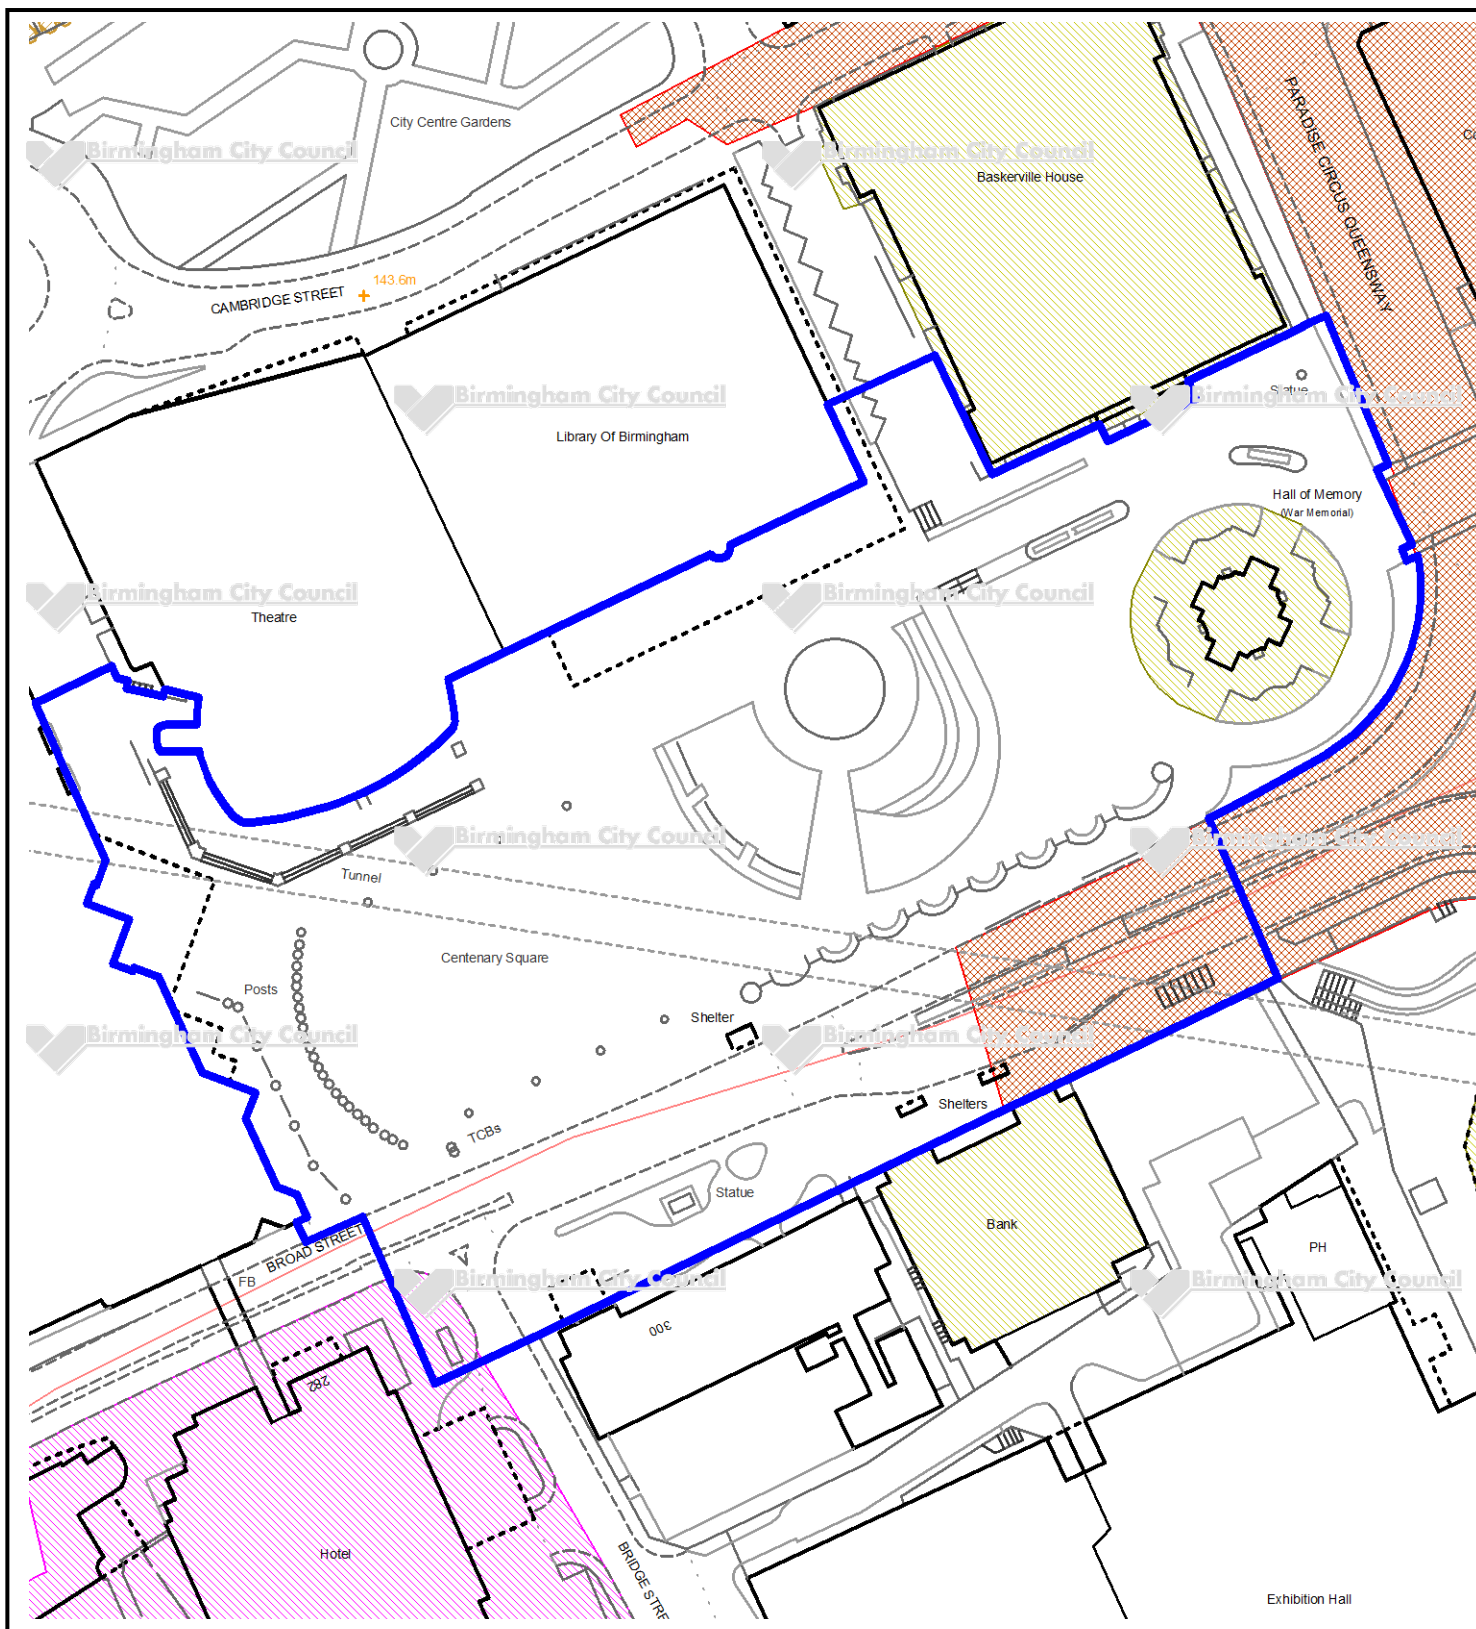 City Centre Gardens
Birmingham City Council
Birmingham City Council
Baskerville House
PARADISE CIRCUS QUEENSWAY
143.6m
CAMBRIDGE STREET
Statue
Birmingham City Council
Birmingham City Council
Library Of Birmingham
Hall of Memory
(War Memorial)
Birmingham City Council
Birmingham City Council
Theatre
Birmingham City Council
Birmingham City Council
Tunnel
Centenary Square
Posts
Shelter
Birmingham City Council
Birmingham City Council
Shelters
TCBs
Statue
Bank
BROAD STREET
PH
FB
Birmingham City Council
Birmingham City Council
300
282
Hotel
BRIDGE STRE
Exhibition Hall